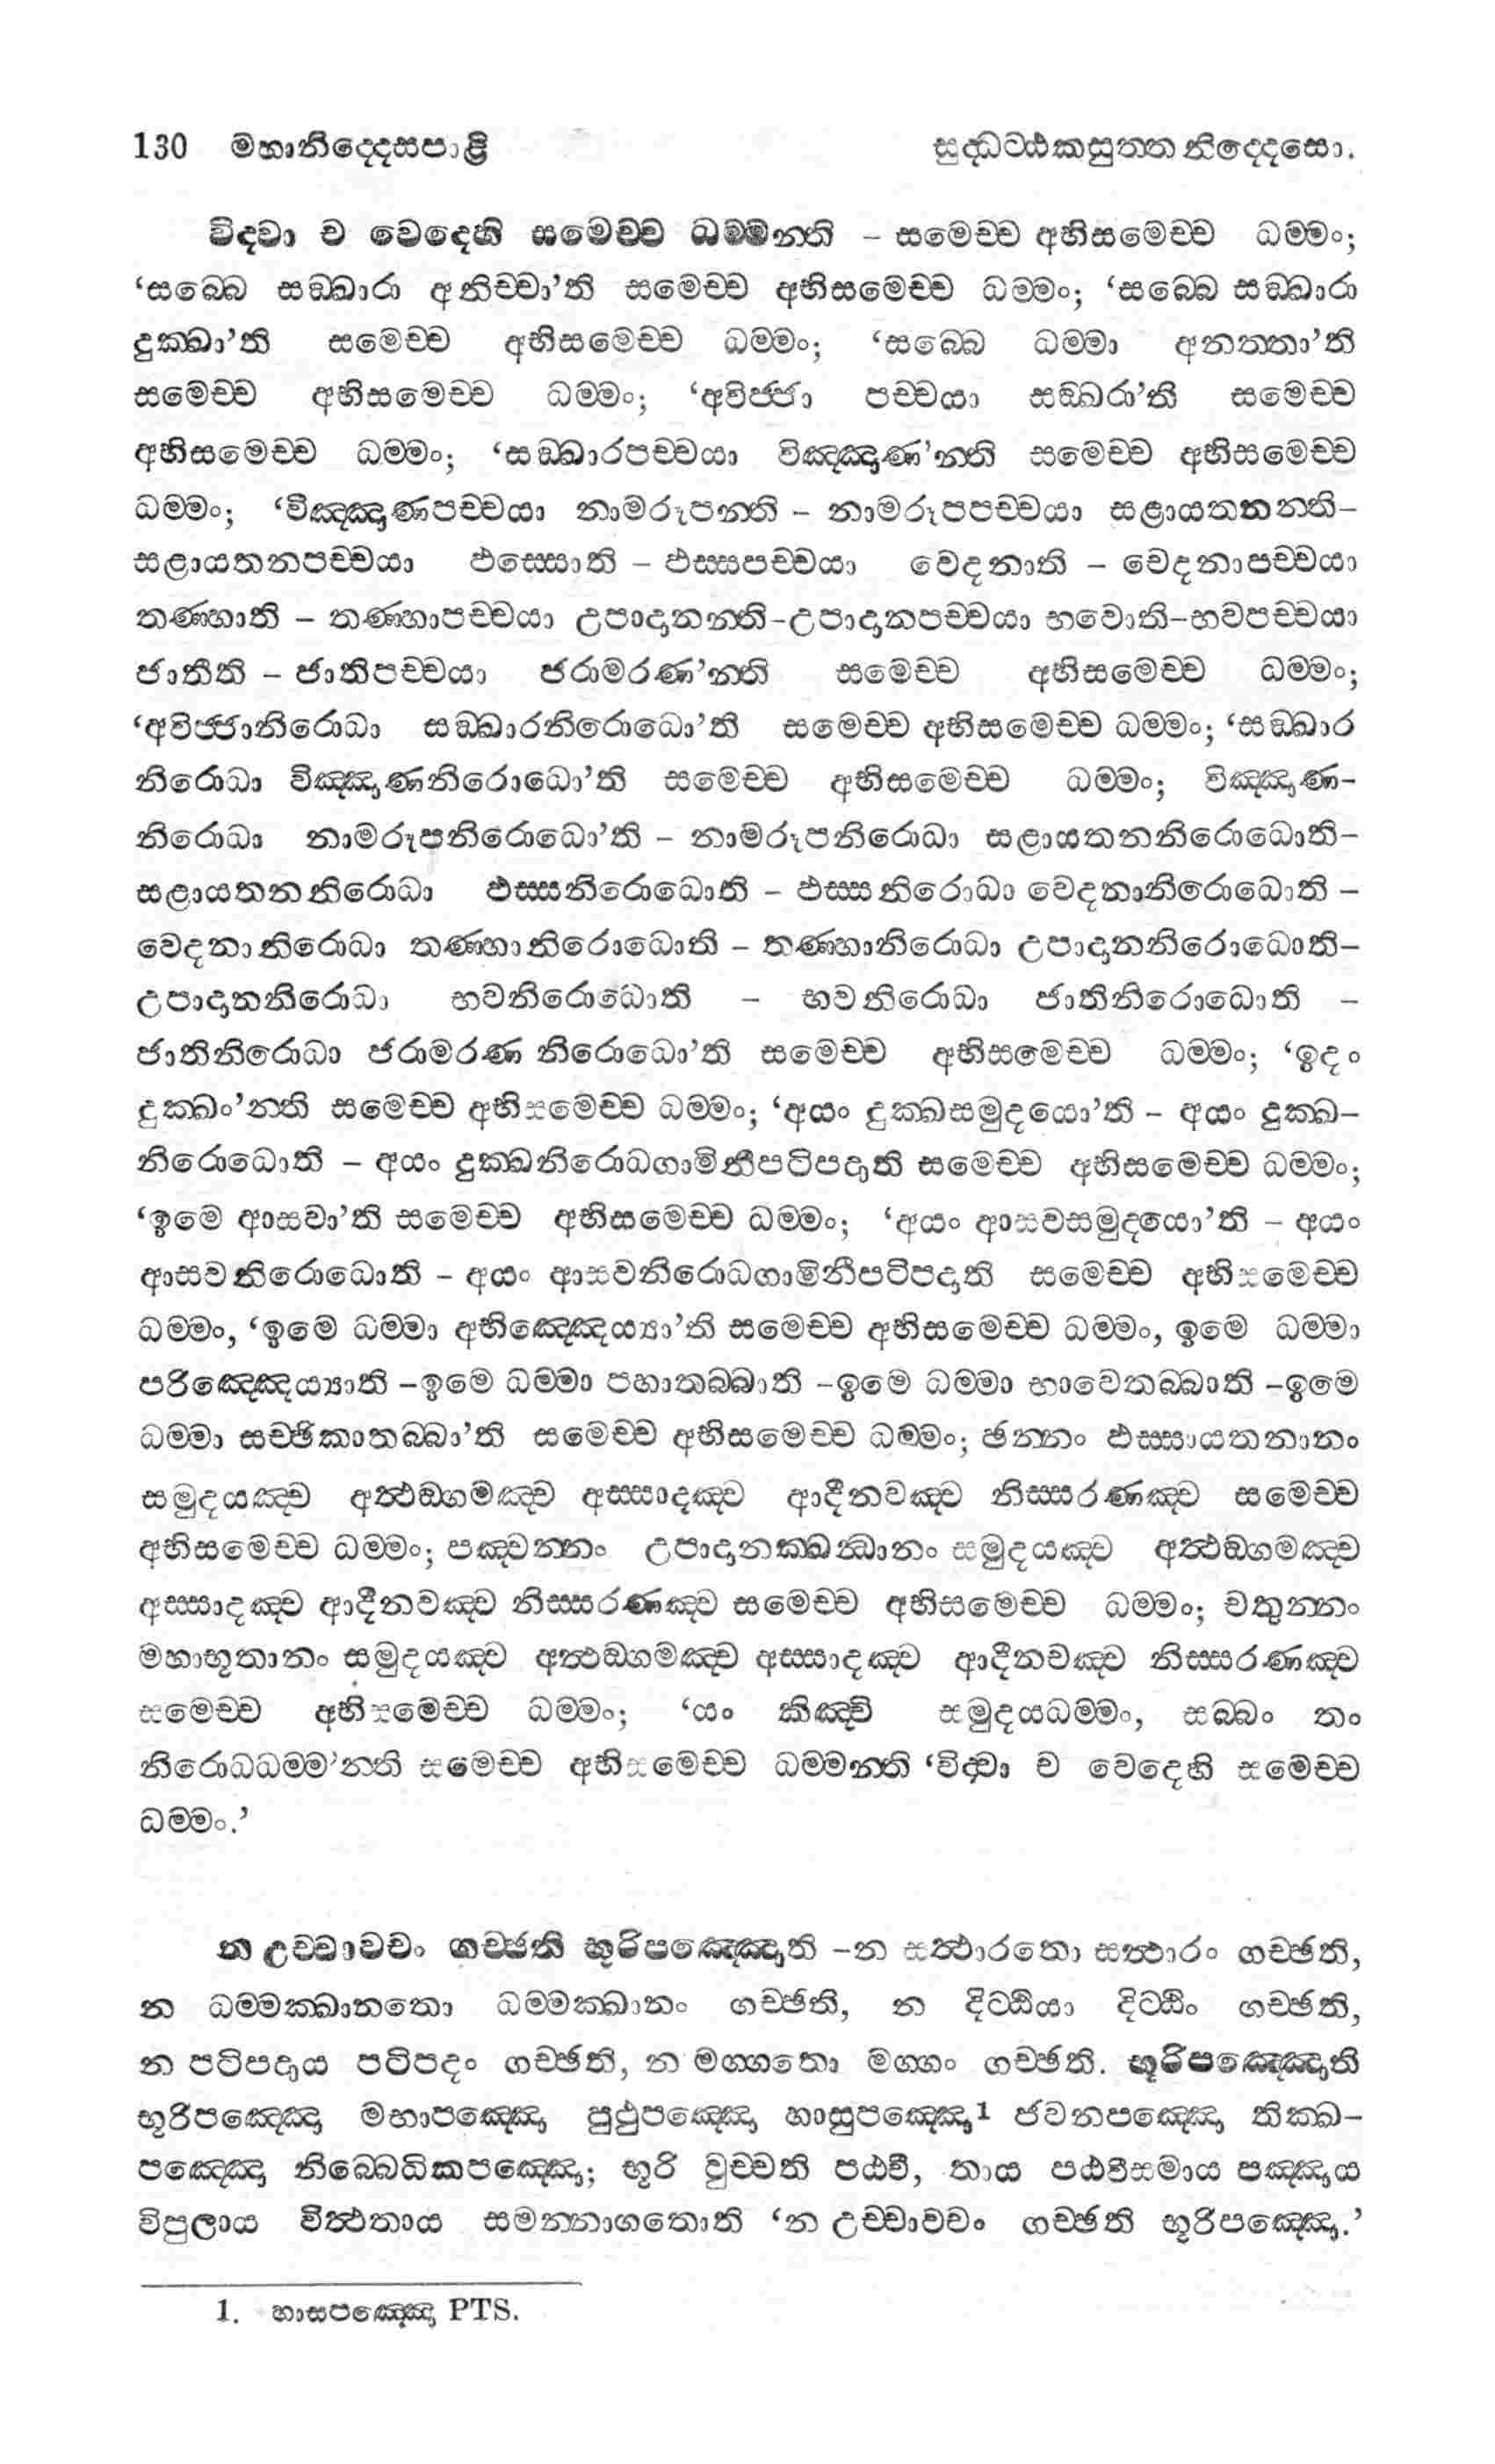 130 මහානිද්දෙසපාළි සුද්ධට්ඨකසුත්ත නිද්දෙසො.
විද්වා ච වෙදෙහි සමෙච්ච ධම්මන්ති – සමෙච්ච අභිසමෙච්ච ධම්මං;
‘සබ්බෙ සඞ්ඛාරා අනිච්චා’ති සමෙච්ච අභිසමෙච්ච ධම්මං; ‘සබ්බෙ සඞ්ඛාරා
දුක්ඛා’ති සමෙච්ච අභිසමෙච්ච ධම්මං; ‘සබ්බෙ ධම්මා අනත්තා’ති
සමෙච්ච අභිසමෙච්ච ධම්මං; ‘අවිජ්ජා පච්චයා සඞ්ඛරා’ති සමෙච්ච
අභිසමෙච්ච ධම්මං; ‘සඞ්ඛාරපච්චයා විඤ්ඤාණ’න්ති සමෙච්ච අභිසමෙච්ච
ධම්මං; ‘විඤ්ඤාණපච්චයා නාමරූපන්ති – නාමරූපපච්චයා සළායතනන්ති–
සළායතනපච්චයා ඵස්සොති – ඵස්සපච්චයා වෙදනාති – වෙදනාපච්චයා
තණ්හාති – තණ්හාපච්චයා උපාදානන්ති-උපාදානපච්චයා භවොති–භවපච්චයා
ජාතීති – ජාතිපච්චයා ජරාමරණ’න්ති සමෙච්ච අභිසමෙච්ච ධම්මං;
‘අවිජ්ජානිරොධා සඞ්ඛාරනිරොධො’ති සමෙච්ච අභිසමෙච්ච ධම්මං; ‘සඞ්ඛාර
නිරොධා විඤ්ඤාණනිරොධො’ති සමෙච්ච අභිසමෙච්ච ධම්මං; විඤ්ඤාණ–
නිරොධා නාමරූපනිරොධො’ති – නාමරූපනිරොධා සළායතනනිරොධොති–
සළායතනනිරොධා ඵස්සනිරොධොති – ඵස්සනිරොධා වෙදනානිරොධොති –
වෙදනානිරොධා තණ්හානිරොධොති – තණ්හානිරොධා උපාදානනිරොධොති–
උපාදානනිරොධා භවනිරොධොති – භවනිරොධා ජාතිනිරොධොති –
ජාතිනිරොධා ජරාමරණ නිරොධො’ති සමෙච්ච අභිසමෙච්ච ධම්මං; ‘ඉදං
දුක්ඛං’න්ති සමෙච්ච අභිසමෙච්ච ධම්මං; ‘අයං දුක්ඛසමුදයො’ති – අයං දුක්ඛ–
නිරොධොති – අයං දුක්ඛනිරොධගාමිනීපටිපදාති සමෙච්ච අභිසමෙච්ච ධම්මං;
‘ඉමෙ ආසවා’ති සමෙච්ච අභිසමෙච්ච ධම්මං; ‘අයං ආසවසමුදයො’ති – අයං
ආසවනිරොධොති – අයං ආසවනිරොධගාමිනීපටිපදාති සමෙච්ච අභිසමෙච්ච
ධම්මං, ‘ඉමෙ ධම්මා අභිඤ්ඤෙය්‍යා’ති සමෙච්ච අභිසමෙච්ච ධම්මං, ඉමෙ ධම්මා
පරිඤ්ඤෙය්‍යාති –ඉමෙ ධම්මා පහාතබ්බාති –ඉමෙ ධම්මා භාවෙතබ්බාති –ඉමෙ
ධම්මා සච්ඡිකාතබ්බා’ති සමෙච්ච අභිසමෙච්ච ධම්මං; ඡන්නං ඵස්සායතනානං
සමුදයඤ්ච අත්ථඞ්ගමඤ්ච අස්සාදඤ්ච ආදීනවඤ්ච නිස්සරණඤ්ච සමෙච්ච
අභිසමෙච්ච ධම්මං; පඤ්චන්නං උපාදානක්ඛන්ධානං සමුදයඤ්ච අත්ථඞ්ගමඤ්ච
අස්සාදඤ්ච ආදීනවඤ්ච නිස්සරණඤ්ච සමෙච්ච අභිසමෙච්ච ධම්මං; චතුන්නං
මහාභූතානං සමුදයඤ්ච අත්ථඞ්ගමඤ්ච අස්සාදඤ්ච ආදීනවඤ්ච නිස්සරණඤ්ච
සමෙච්ච අභිසමෙච්ච ධම්මං; ‘යං කිඤ්චි සමුදයධම්මං, සබ්බං තං
නිරොධධම්ම’න්ති සමෙච්ච අභිසමෙච්ච ධම්මන්ති ‘විද්වා ච වෙදෙහි සමෙච්ච
ධම්මං.’
න උච්චාවචං ගච්ඡති භූරිපඤ්ඤොති –න සත්ථාරතො සත්ථාරං ගච්ඡති,
න ධම්මක්ඛානතො ධම්මක්ඛානං ගච්ඡති, න දිට්ඨියා දිට්ඨිං ගච්ඡති,
න පටිපදාය පටිපදං ගච්ඡති, න මග්ගතො මග්ගං ගච්ඡති. භූරිපඤ්ඤොති
භූරිපඤ්ඤො මහාපඤ්ඤො පුථුපඤ්ඤො හාසුපඤ්ඤො1 ජවනපඤ්ඤො තික්ඛ–
පඤ්ඤො නිබ්බෙධිකපඤ්ඤො; භූරි වුච්චති පඨවී, තාය පඨවීසමාය පඤ්ඤාය
විපුලාය විත්ථතාය සමන්නාගතොති ‘න උච්චාවචං ගච්ඡති භූරිපඤ්ඤො.’
1. හාසපඤ්ඤො PTS.